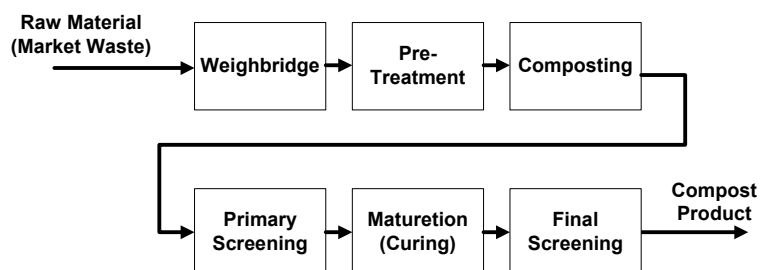 Raw Material
(Market Waste)
Weighbridge
Pre-
Treatment
Composting
Primary
Screening
Maturetion
(Curing)
Final
Screening
Compost
Product